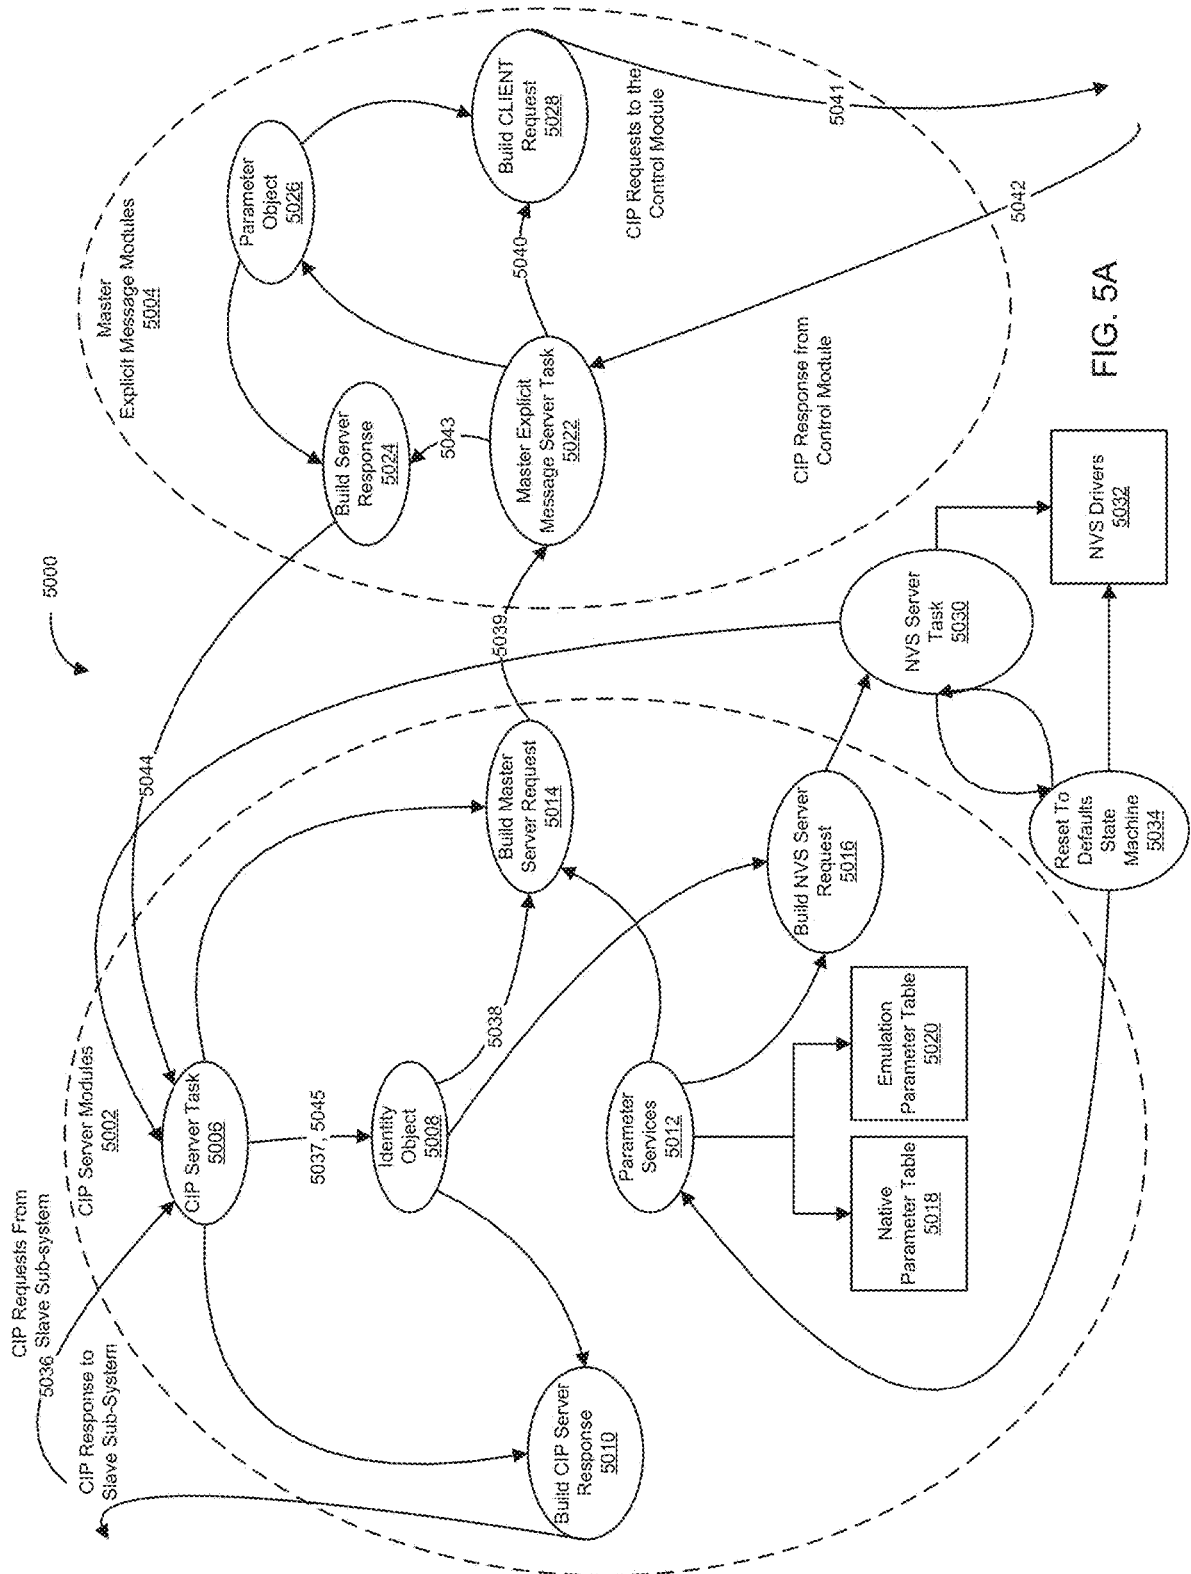 5000
CIP Requests From
Slave Sub-system
5036
CIP Response to
Slave Sub-System
CIP Server Modules
5002
CIP Server Task
5006
5037, 5045
Identity
Object
5008
5038
Build CIP Server
Response
5010
Parameter
Services
5012
Build Master
Server Request
5014
Build NVS Server
Request
5016
Native
Parameter Table
5018
Emulation
Parameter Table
5020
5039
5044
Master
Explicit Message Modules
5004
Master Explicit
Message Server Task
5022
Build Server
Response
5024
5043
Parameter
Object
5026
5040
Build CLIENT
Request
5028
CIP Requests to the
Control Module
5041
5042
CIP Response from
Control Module
NVS Server
Task
5030
NVS Drivers
5032
Reset To
Defaults
State
Machine
5034
FIG. 5A